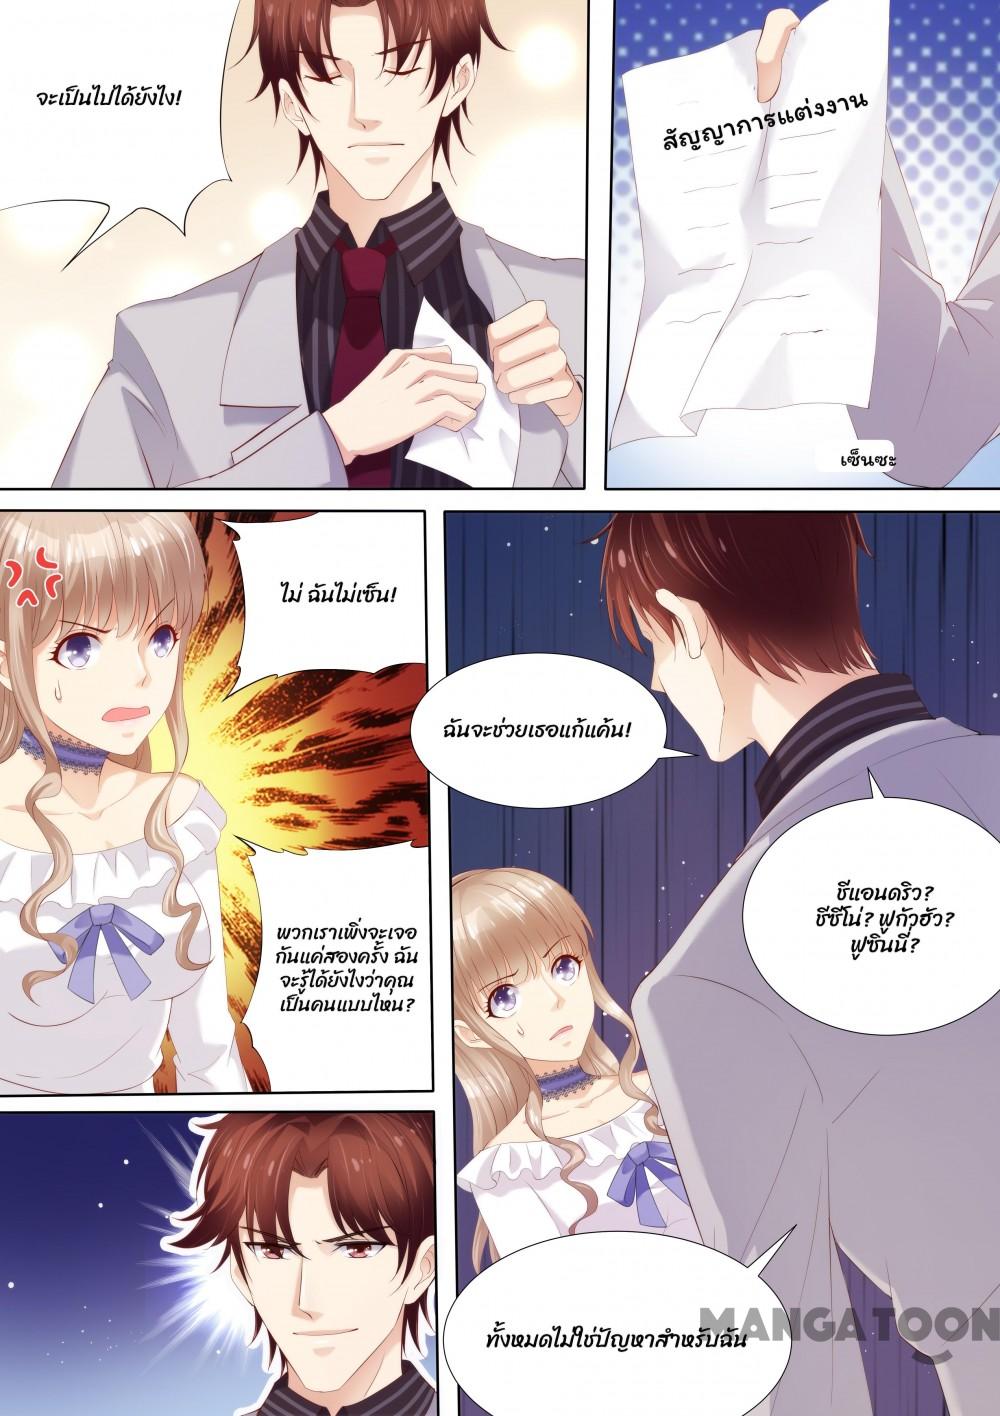 จะเป็นไปได้ยังไง!
สัญญาการแต่งงาน
เซ็นซะ
ไม่ ฉันไม่เซ็น!
พวกเราเพิ่งจะเจอ
กันแค่สองครั้ง ฉัน
จะรู้ได้ยังไงว่าคุณ
เป็นคนแบบไหน?
ฉันจะช่วยเธอแก้แค้น!
ชีแอนดริว?
ชีซีโน่? ฟูกัวฮัว?
ฟูซินนี่?
ทั้งหมดไม่ใช่ปัญหาสำหรับฉัน
MANGATOON